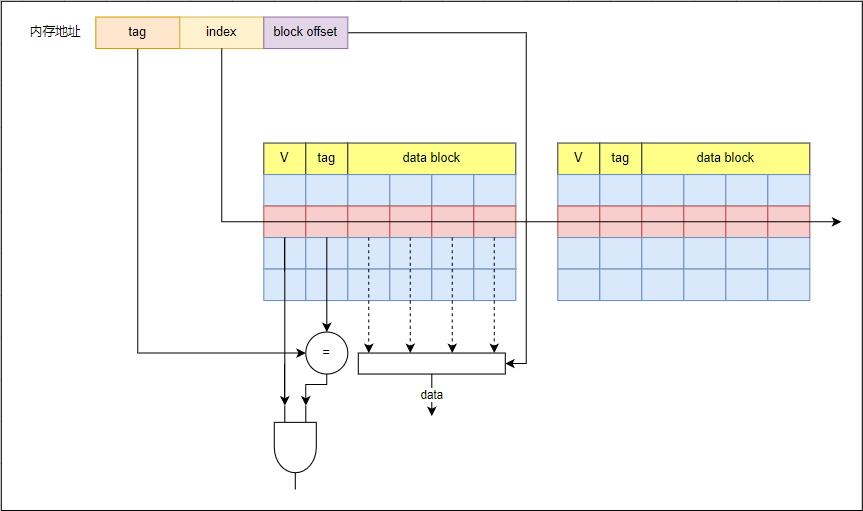 内存地址 tag index block offset
V tag data block V tag data block
=
data